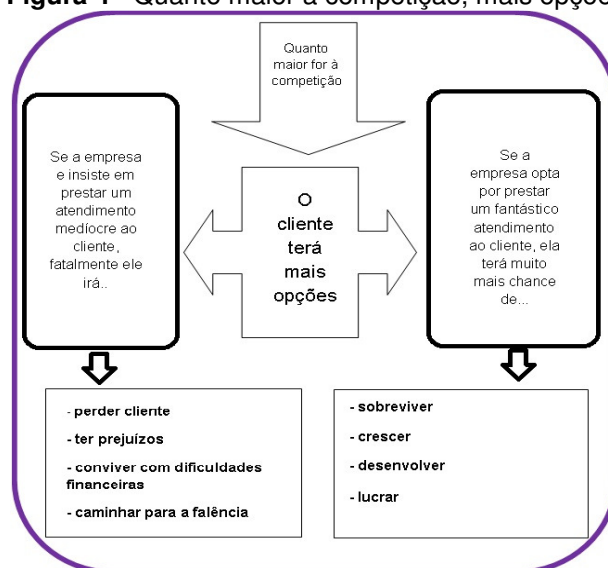 Figura 1 - Quanto maior a competição, mais opçõe
Quanto
maior for à
competição
Se a empresa
e insiste em
prestar um
atendimento
medíocre ao
cliente,
fatalmente ele
irá..
O
cliente
terá
mais
opções
Se a
empresa opta
por prestar
um fantástico
atendimento
ao cliente, ela
terá muito
mais chance
de...
- perder cliente
- ter prejuízos
- conviver com dificuldades
financeiras
- caminhar para a falência
- sobreviver
- crescer
- desenvolver
- lucrar